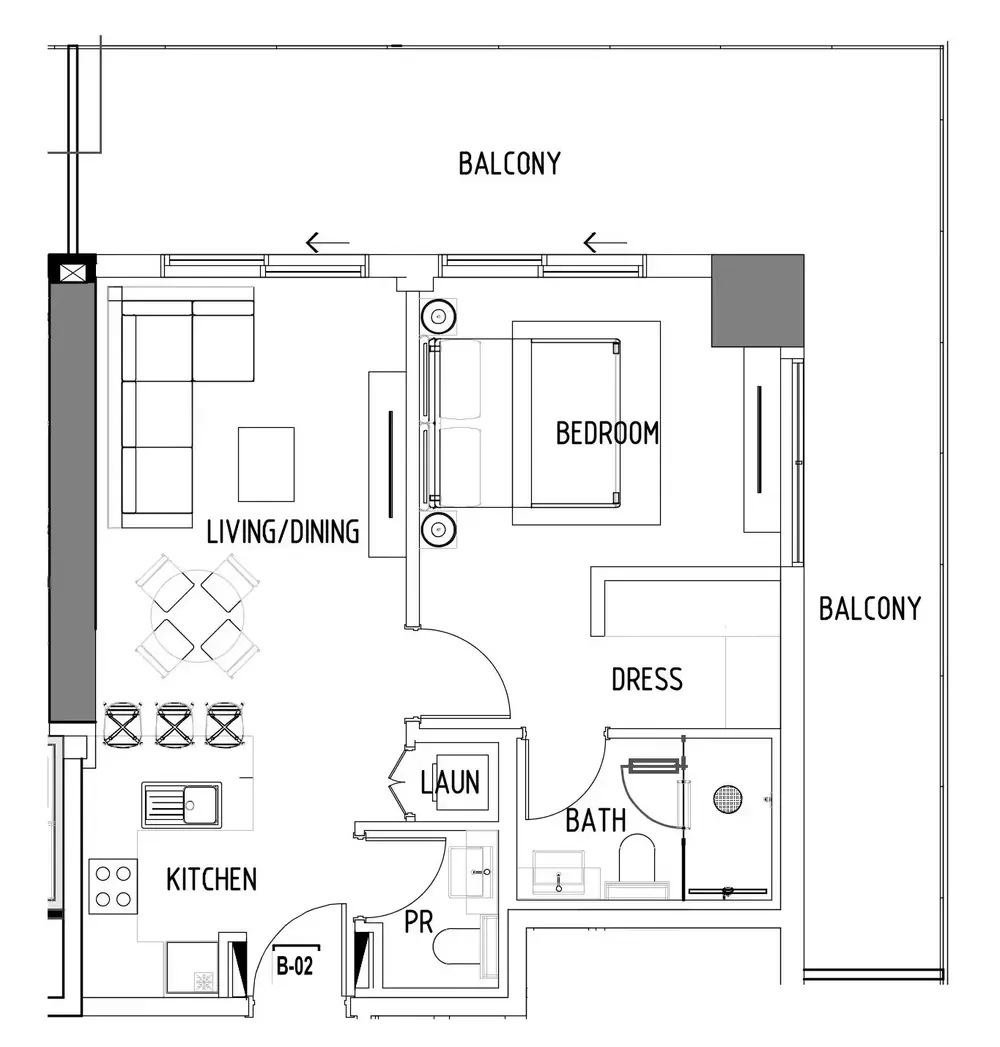 BALCONY
BEDROOM
LIVING/DINING
BALCONY
DRESS
LAUN
BATH
KITCHEN
PR
B-02